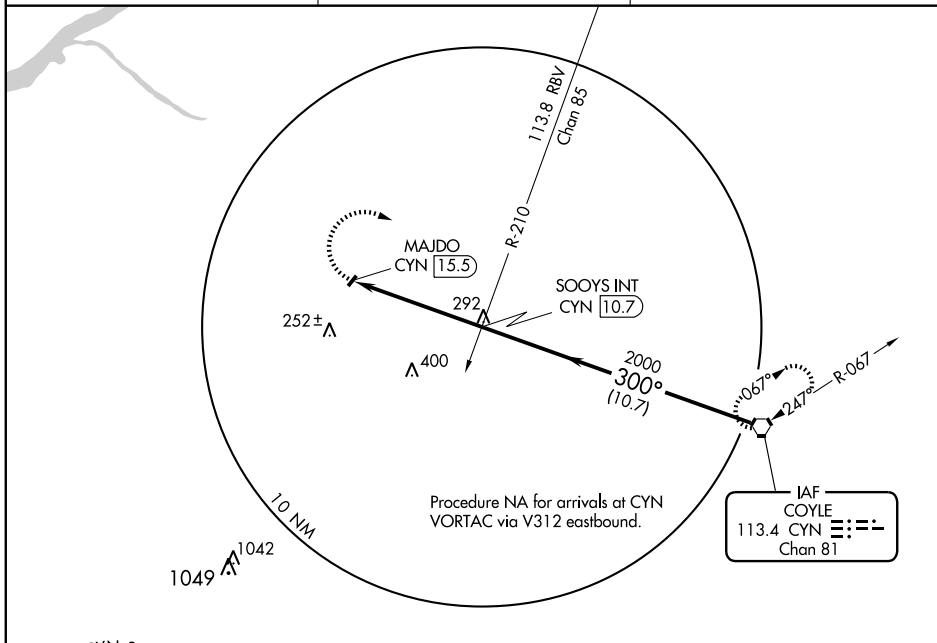 113.8 RBV
Chan 85
R-210
MAJDO
CYN 15.5
SOOYS INT
CYN 10.7
292
252±
400
2000
300°
(10.7)
067°
247°
R-067
Procedure NA for arrivals at CYN
VORTAC via V312 eastbound.
IAF
COYLE
113.4 CYN
Chan 81
10 NM
1042
1049